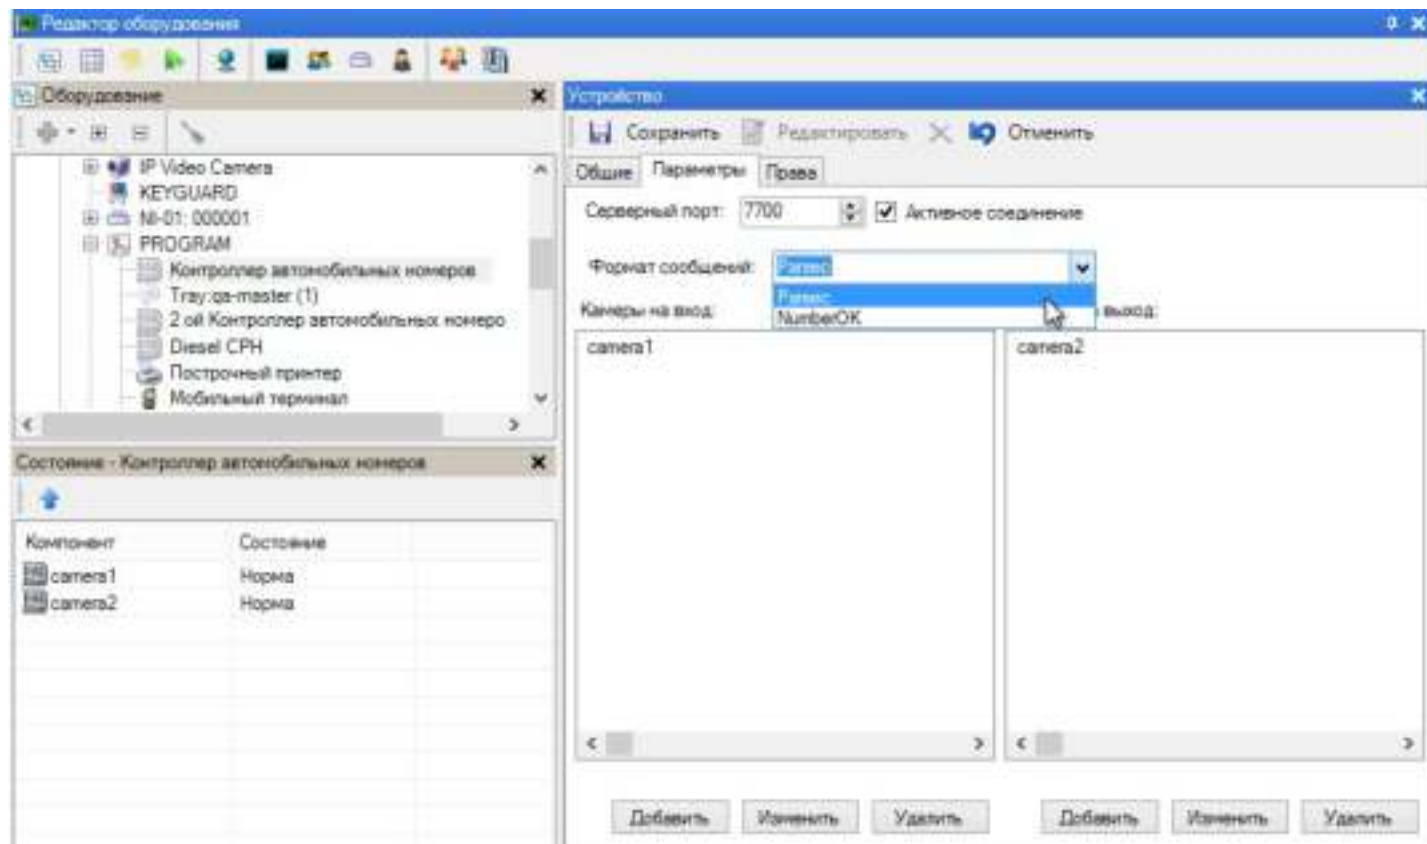 Редактор оборудования
Оборудование
IP Video Camera
KEYGUARD
NI-01: 000001
PROGRAM
Контроллер автомобильных номеров
Tray:qa-master (1)
2 ой Контроллер автомобильных номеро
Diesel CPH
Построчный принтер
Мобильный терминал
Состояние - Контроллер автомобильных номеров
Компонент Состояние
camera1 Норма
camera2 Норма
Устройство
Сохранить Редактировать Отменить
Общие Параметры Права
Серверный порт: 7700 Активное соединение
Формат сообщений:
NumberOK
Камеры на вход: выход:
camera1 camera2
Добавить Изменить Удалить Добавить Изменить Удалить